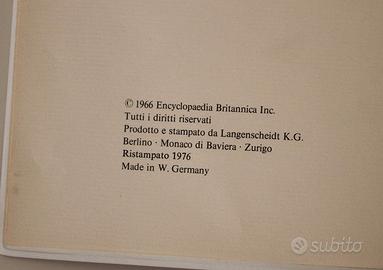 © 1966 Encyclopaedia Britannica Inc.
Tutti i diritti riservati
Prodotto e stampato da Langenscheidt K.G.
Berlino · Monaco di Baviera · Zurigo
Ristampato 1976
Made in W. Germany
subito